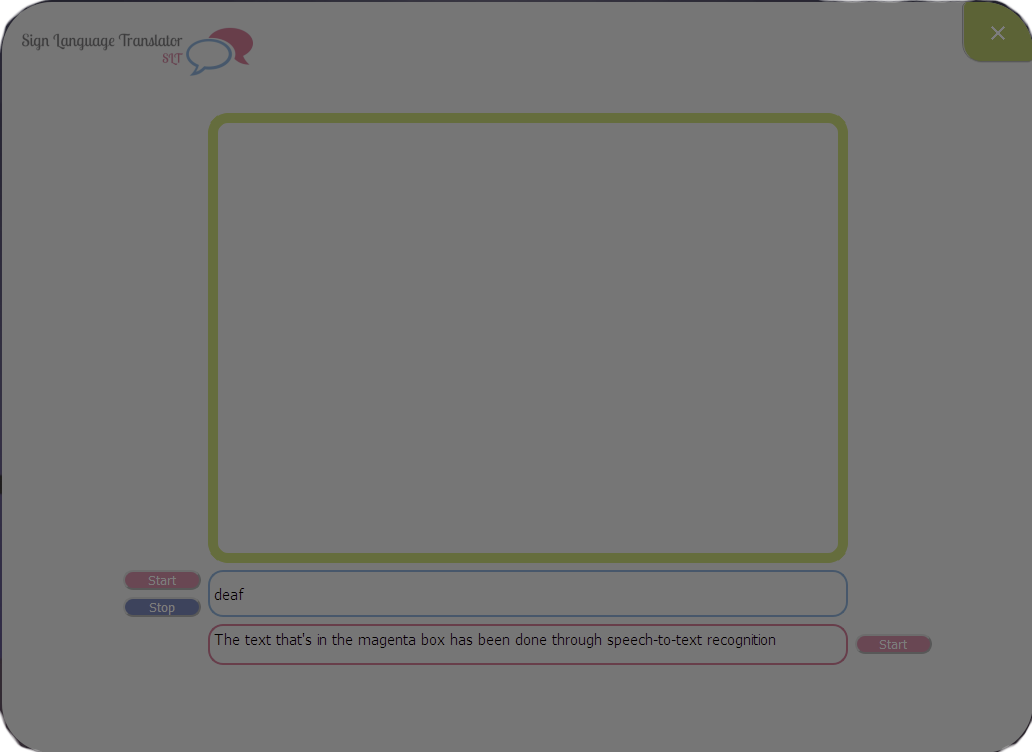 Sign Language Translator
SLT
Start
deaf
Stop
The text that's in the magenta box has been done through speech-to-text recognition
Start